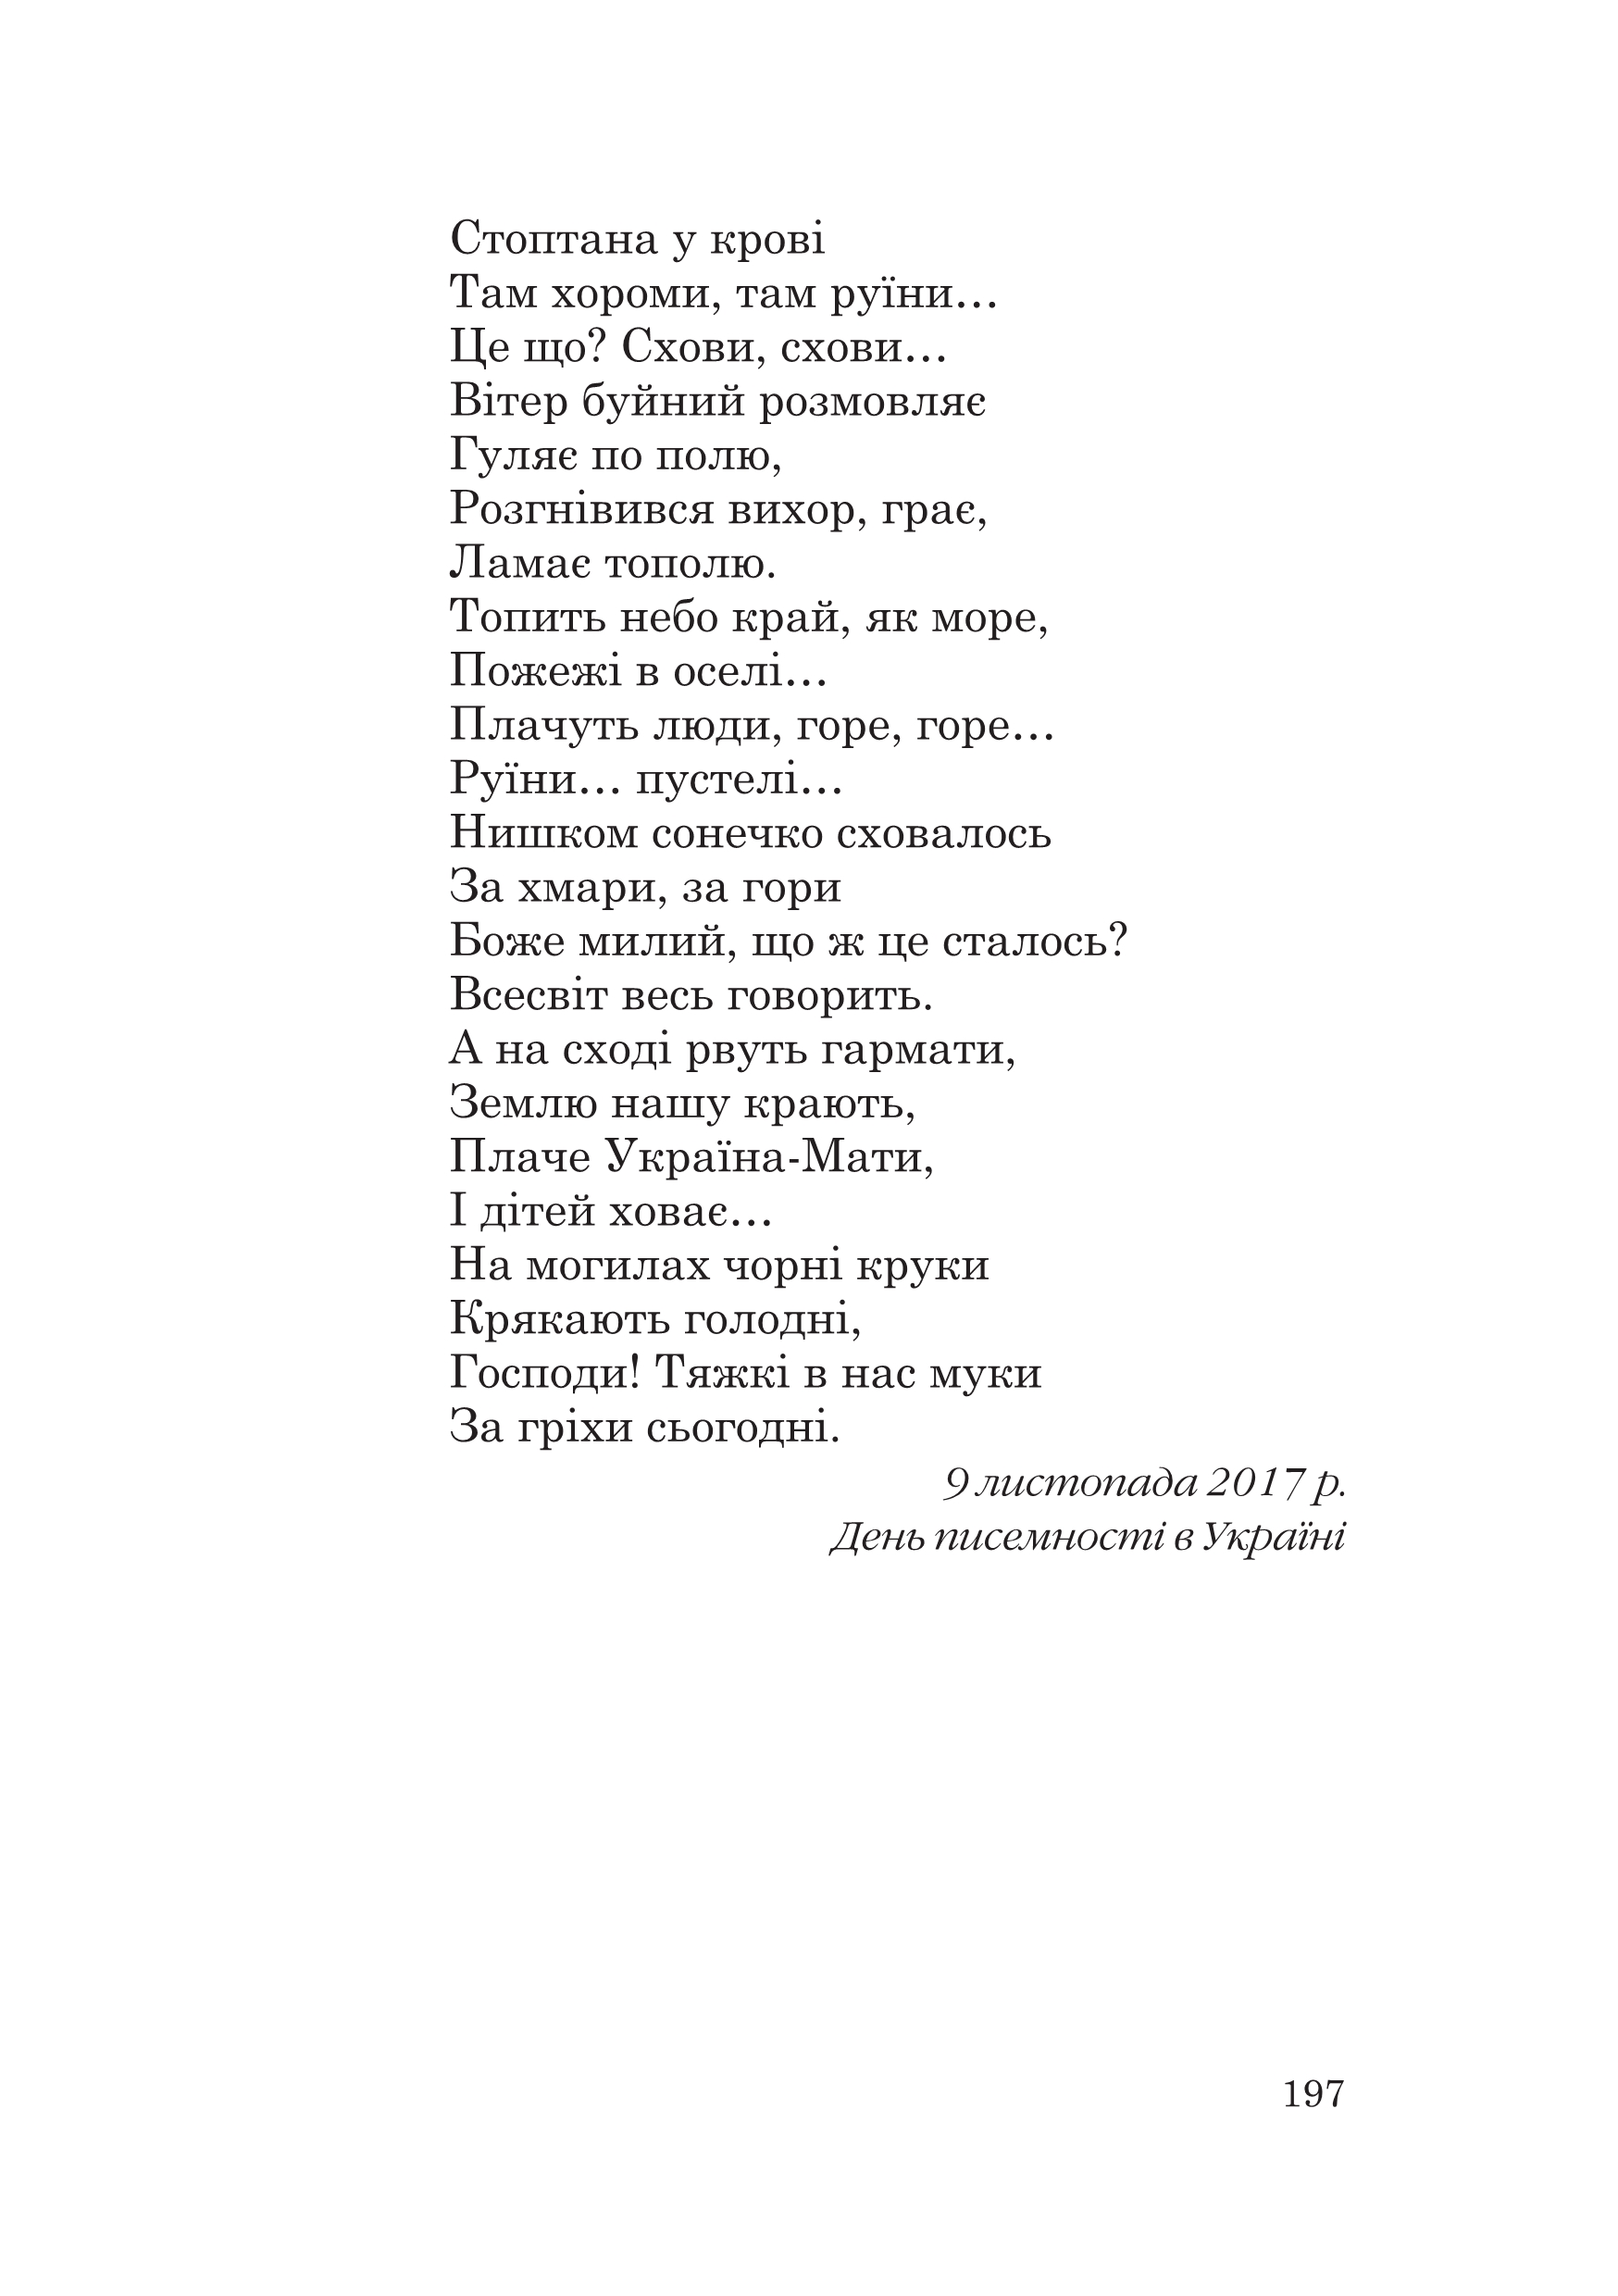 Стоптана у крові
Там хороми, там руїни…
Це що? Схови, схови…
Вітер буйний розмовляє
Гуляє по полю,
Розгнівився вихор, грає,
Ламає тополю.
Топить небо край, як море,
Пожежі в оселі…
Плачуть люди, горе, горе…
Руїни… пустелі…
Нишком сонечко сховалось
За хмари, за гори
Боже милий, що ж це сталось?
Всесвіт весь говорить.
А на сході рвуть гармати,
Землю нашу крають,
Плаче Україна-Мати,
І дітей ховає…
На могилах чорні круки
Крякають голодні,
Господи! Тяжкі в нас муки
За гріхи сьогодні.
9 листопада 2017 р.
День писемності в Україні
197